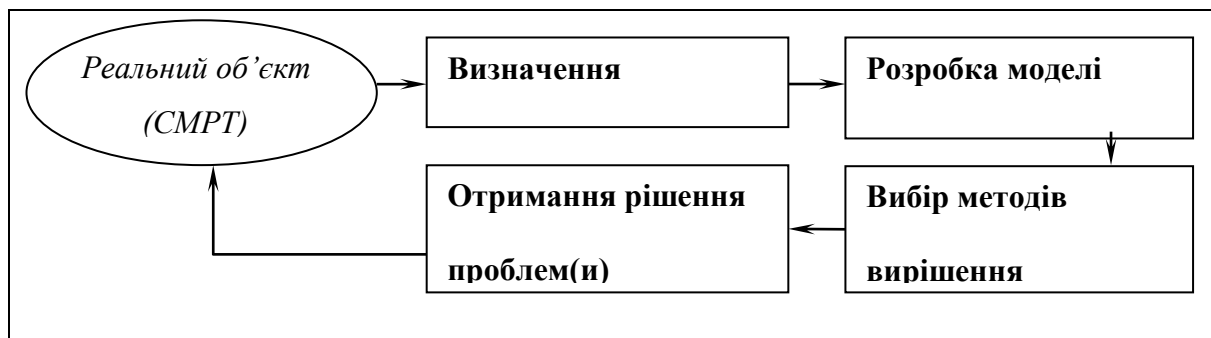 Реальний об’єкт
(СМРТ)
Визначення
Розробка моделі
Вибір методів
вирішення
Отримання рішення
проблем(и)